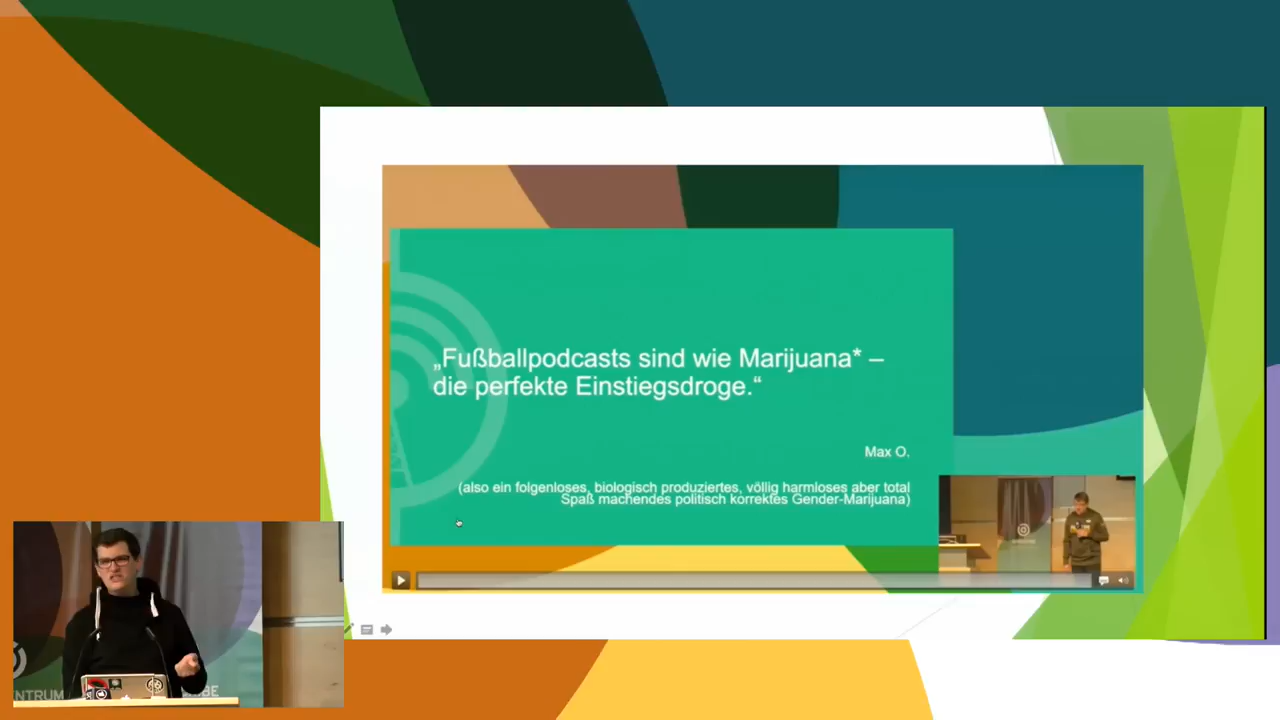 „Fußballpodcasts sind wie Marijuana* –
die perfekte Einstiegsdroge.“
Max O.
(also ein folgenloses, biologisch produziertes, völlig harmloses aber total
Spaß machendes politisch korrektes Gender-Marijuana)
ENTRUM